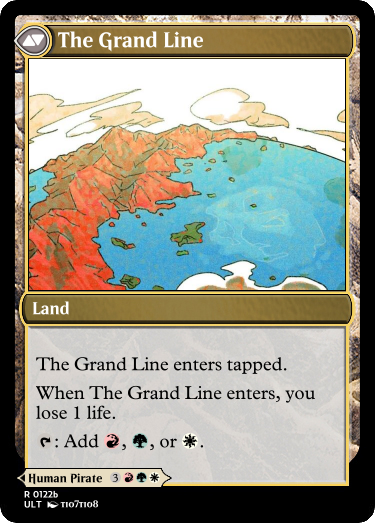 The Grand Line
Land
The Grand Line enters tapped.
When The Grand Line enters, you
lose 1 life.
: Add , , or .
Human Pirate 3
R 0122b
ULT T107T108